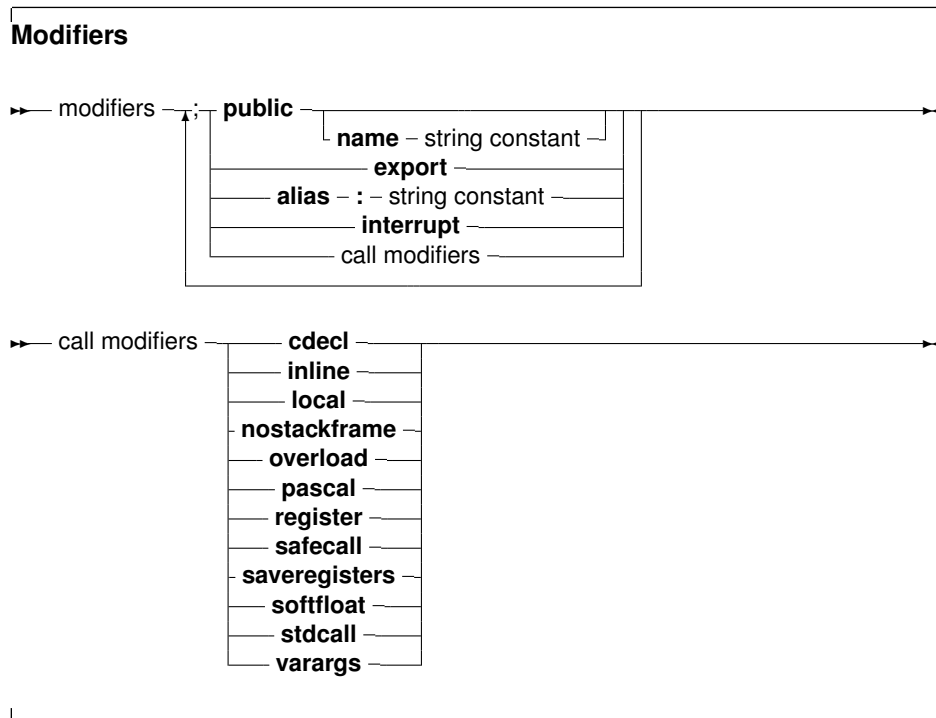 Modifiers
modifiers ; public
name string constant
export
alias : string constant
interrupt
call modifiers
call modifiers cdecl
inline
local
nostackframe
overload
pascal
register
safecall
saveregisters
softfloat
stdcall
varargs